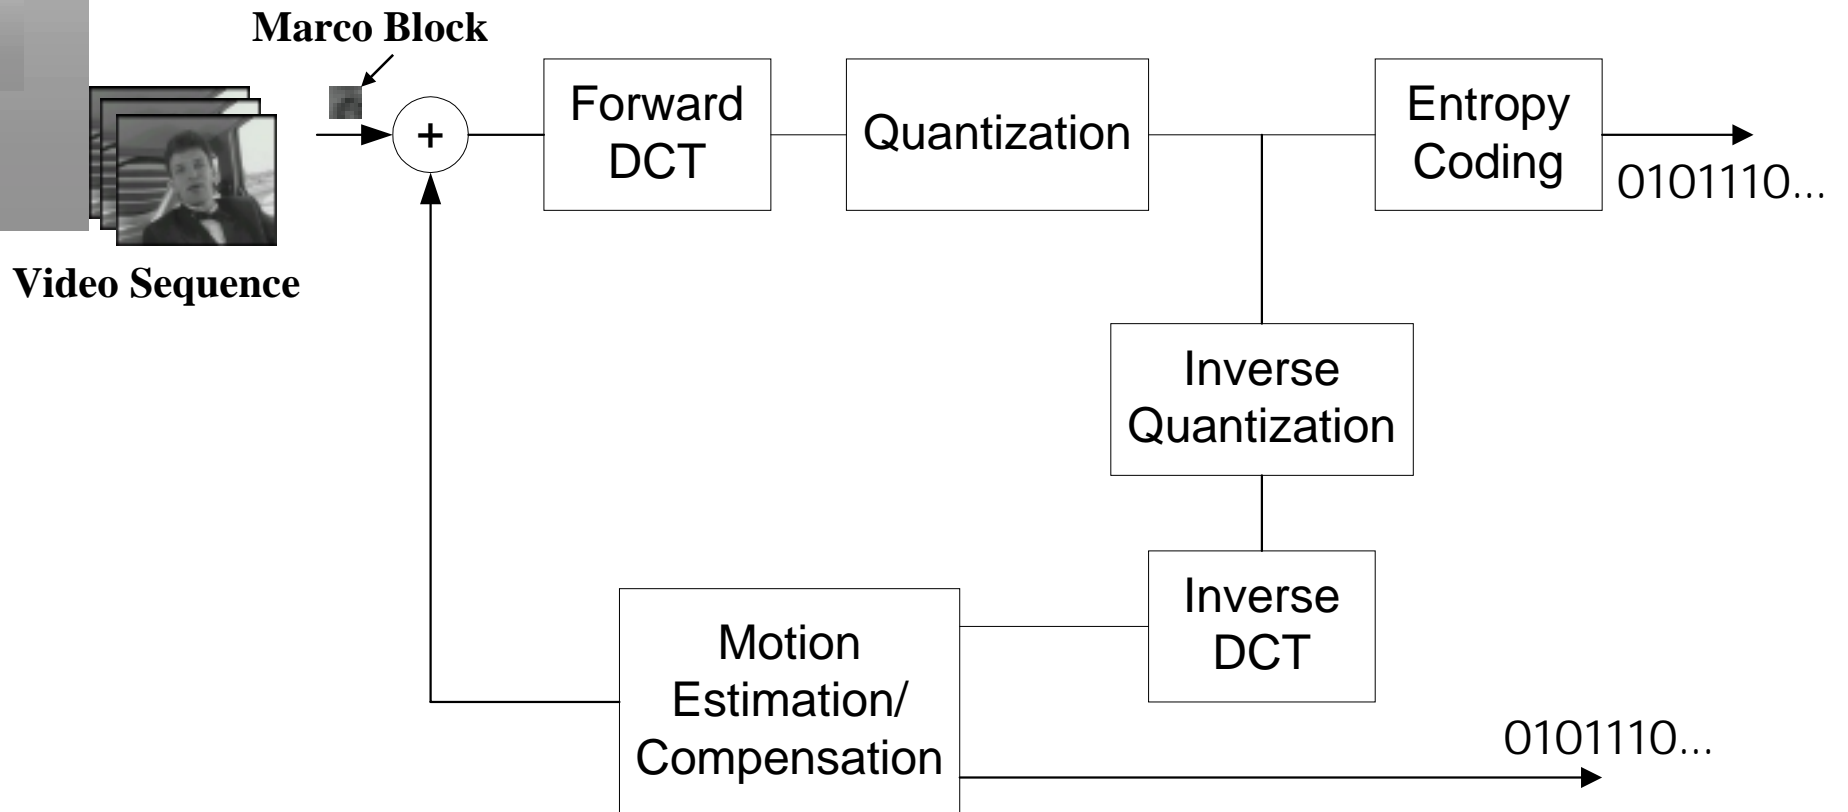 Marco Block
Video Sequence
+
Forward
DCT
Quantization
Entropy
Coding
0101110...
Inverse
Quantization
Inverse
DCT
Motion
Estimation/
Compensation
0101110...